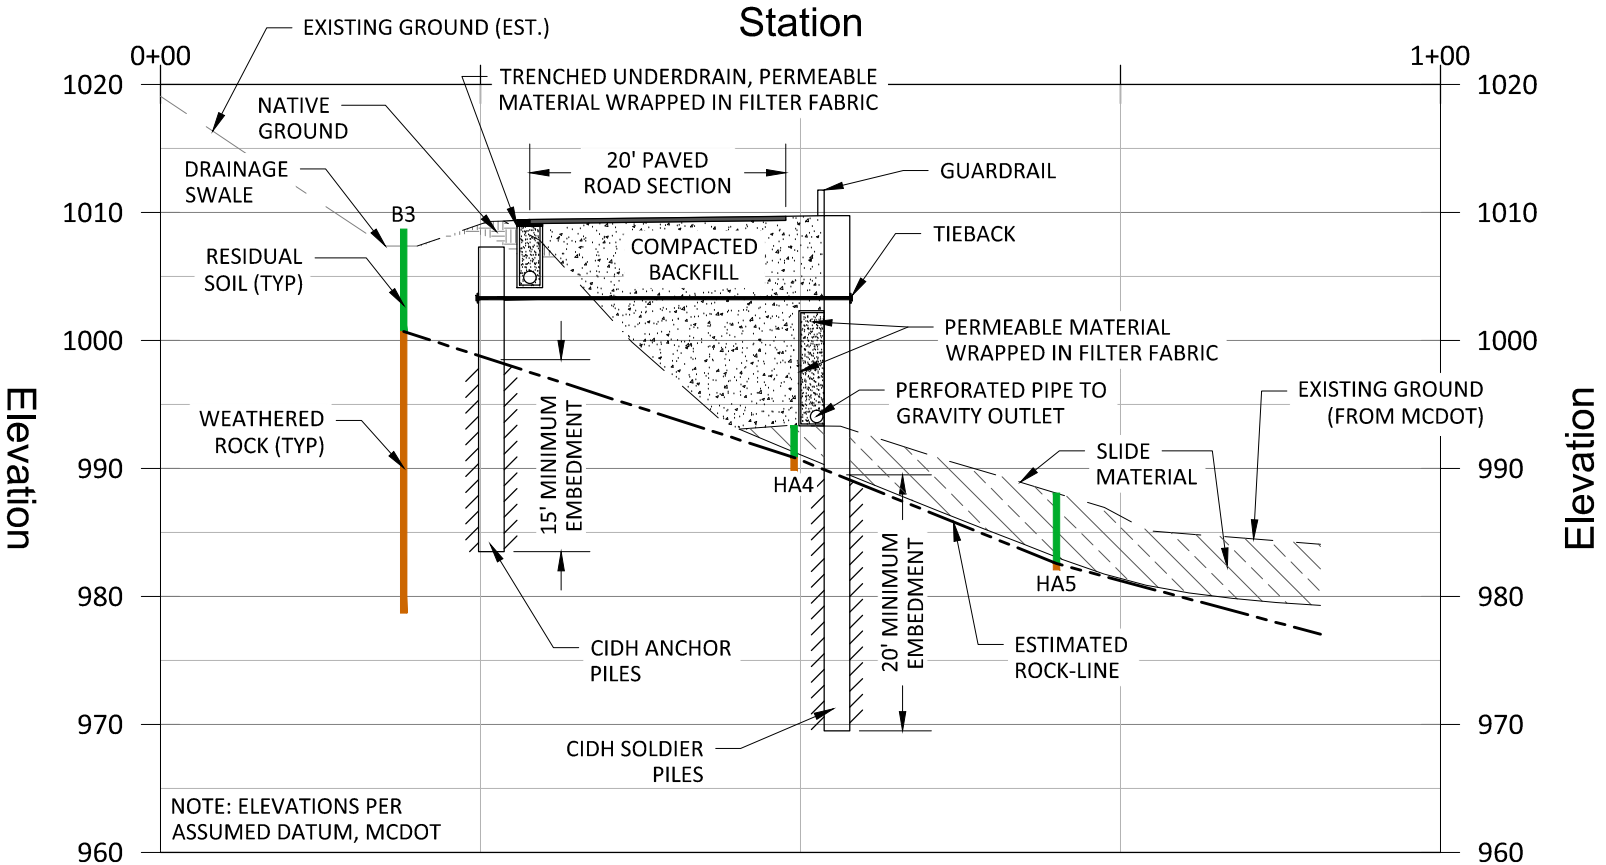 Station
EXISTING GROUND (EST.)
0+00
1+00
1020
1020
TRENCHED UNDERDRAIN, PERMEABLE
MATERIAL WRAPPED IN FILTER FABRIC
NATIVE
GROUND
DRAINAGE
SWALE
20' PAVED
ROAD SECTION
GUARDRAIL
1010
B3
1010
TIEBACK
COMPACTED
BACKFILL
RESIDUAL
SOIL (TYP)
1000
1000
PERMEABLE MATERIAL
WRAPPED IN FILTER FABRIC
PERFORATED PIPE TO
GRAVITY OUTLET
EXISTING GROUND
(FROM MCDOT)
Elevation
Elevation
WEATHERED
ROCK (TYP)
15' MINIMUM
EMBEDMENT
SLIDE
MATERIAL
990
990
HA4
20' MINIMUM
EMBEDMENT
HA5
980
980
CIDH ANCHOR
PILES
ESTIMATED
ROCK-LINE
970
970
CIDH SOLDIER
PILES
NOTE: ELEVATIONS PER
ASSUMED DATUM, MCDOT
960
960